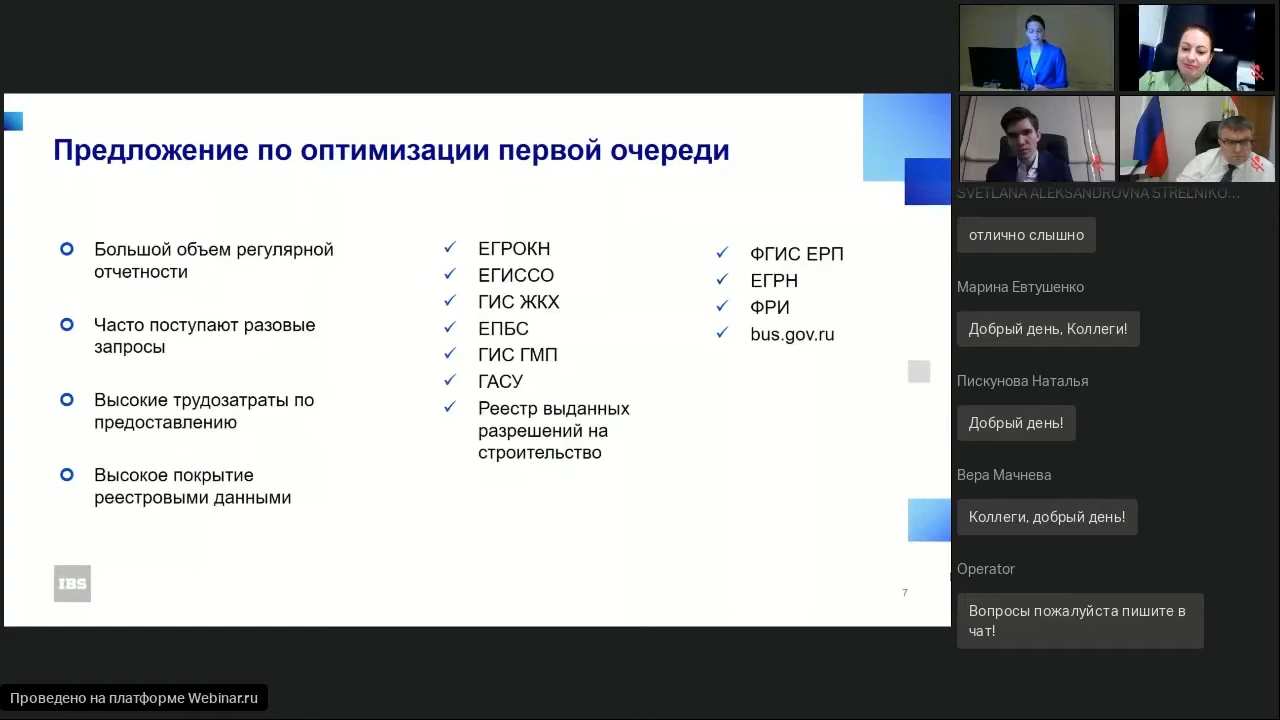 Предложение по оптимизации первой очереди
Большой объем регулярной
отчетности
Часто поступают разовые
запросы
Высокие трудозатраты по
предоставлению
Высокое покрытие
реестровыми данными
ЕГРОКН
ЕГИССО
ГИС ЖКХ
ЕПБС
ГИС ГМП
ГАСУ
Реестр выданных
разрешений на
строительство
ФГИС ЕРП
ЕГРН
ФРИ
bus.gov.ru
IBS
7
SVETLANA ALEKSANDROVNA STRELNIKO...
отлично слышно
Марина Евтушенко
Добрый день, Коллеги!
Пискунова Наталья
Добрый день!
Вера Мачнева
Коллеги, добрый день!
Operator
Вопросы пожалуйста пишите в
чат!
Проведено на платформе Webinar.ru